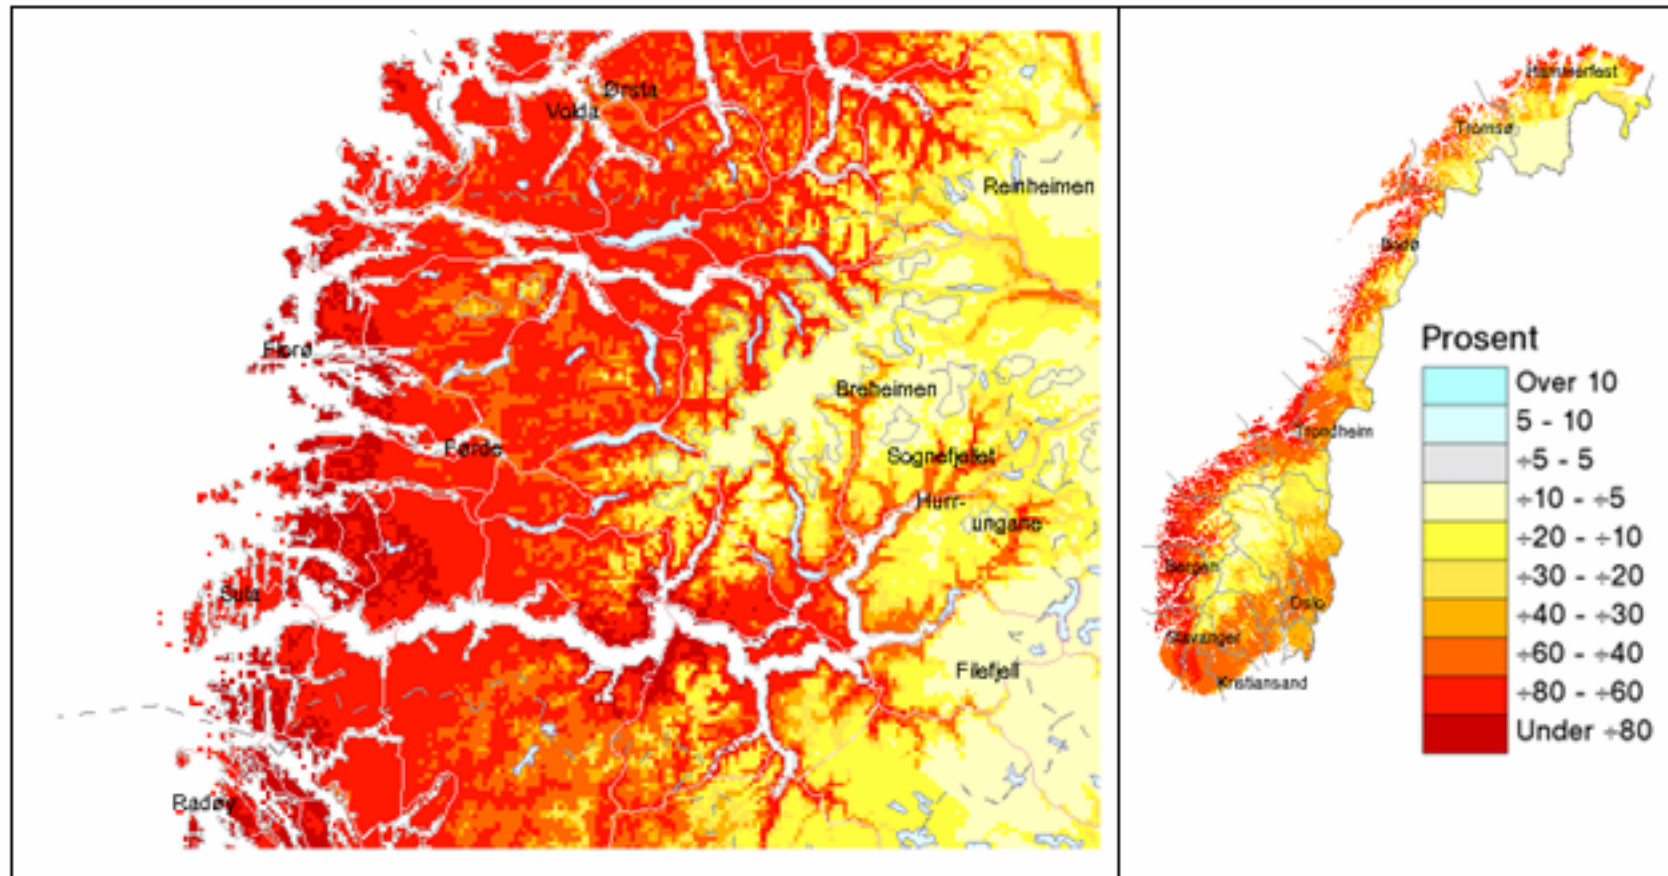 Ørsta
Volda
Reinheimen
Florø
Breheimen
Førde
Sognefjellet
Hurr-
ungane
Sula
Filefjell
Radøy
Hammerfest
Tromsø
Bodø
Trondheim
Bergen
Oslo
Stavanger
Kristiansand
Prosent
Over 10
5 - 10
÷5 - 5
÷10 - ÷5
÷20 - ÷10
÷30 - ÷20
÷40 - ÷30
÷60 - ÷40
÷80 - ÷60
Under ÷80